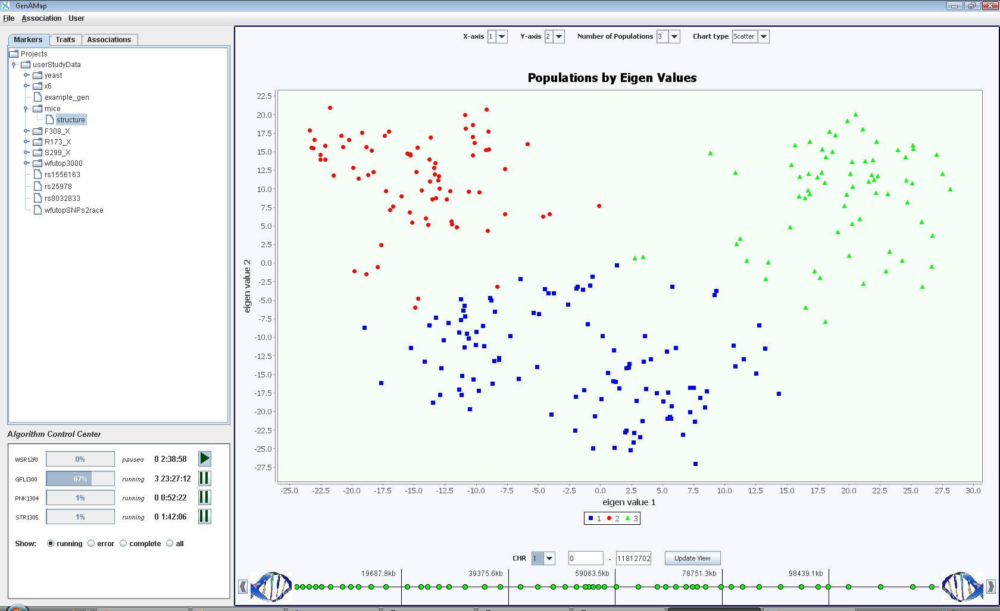 GenAMap
File Association User
Markers Traits Associations
Projects
userStudyData
yeast
x6
example_gen
mice
structure
F308_X
R173_X
S299_X
wfutop3000
rs1556163
rs25978
rs8032833
wfutopSNPs2race
Algorithm Control Center
WSR12f0 0% paused 0 2:38:58
GFL1300 67% running 3 23:27:12
PNK1304 1% running 0 0:52:22
STR1305 1% running 0 1:42:06
Show: running error complete all
X-axis 1 Y-axis 2 Number of Populations 3 Chart type Scatter
Populations by Eigen Values
22.5
20.0
17.5
15.0
12.5
10.0
7.5
5.0
2.5
0.0
-2.5
-5.0
-7.5
-10.0
-12.5
-15.0
-17.5
-20.0
-22.5
-25.0
-27.5
eigen value 2
-25.0 -22.5 -20.0 -17.5 -15.0 -12.5 -10.0 -7.5 -5.0 -2.5 0.0 2.5 5.0 7.5 10.0 12.5 15.0 17.5 20.0 22.5 25.0 27.5 30.0
eigen value 1
1 2 3
CHR 1 0 - 11812702 Update View
19687.8kb 39375.6kb 59063.5kb 78751.3kb 98439.1kb